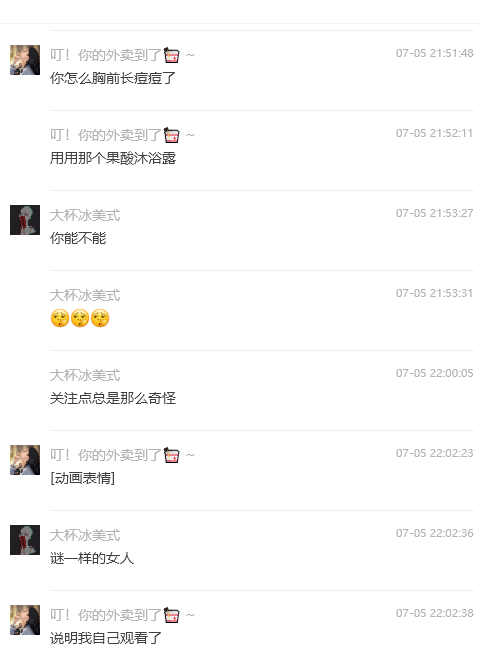 叮！你的外卖到了 ~ 07-05 21:51:48
你怎么胸前长痘痘了
叮！你的外卖到了 ~ 07-05 21:52:11
用用那个果酸沐浴露
大杯冰美式 07-05 21:53:27
你能不能
大杯冰美式 07-05 21:53:31
😚😚😚
大杯冰美式 07-05 22:00:05
关注点总是那么奇怪
叮！你的外卖到了 ~ 07-05 22:02:23
[动画表情]
大杯冰美式 07-05 22:02:36
谜一样的女人
叮！你的外卖到了 ~ 07-05 22:02:38
说明我自己观看了